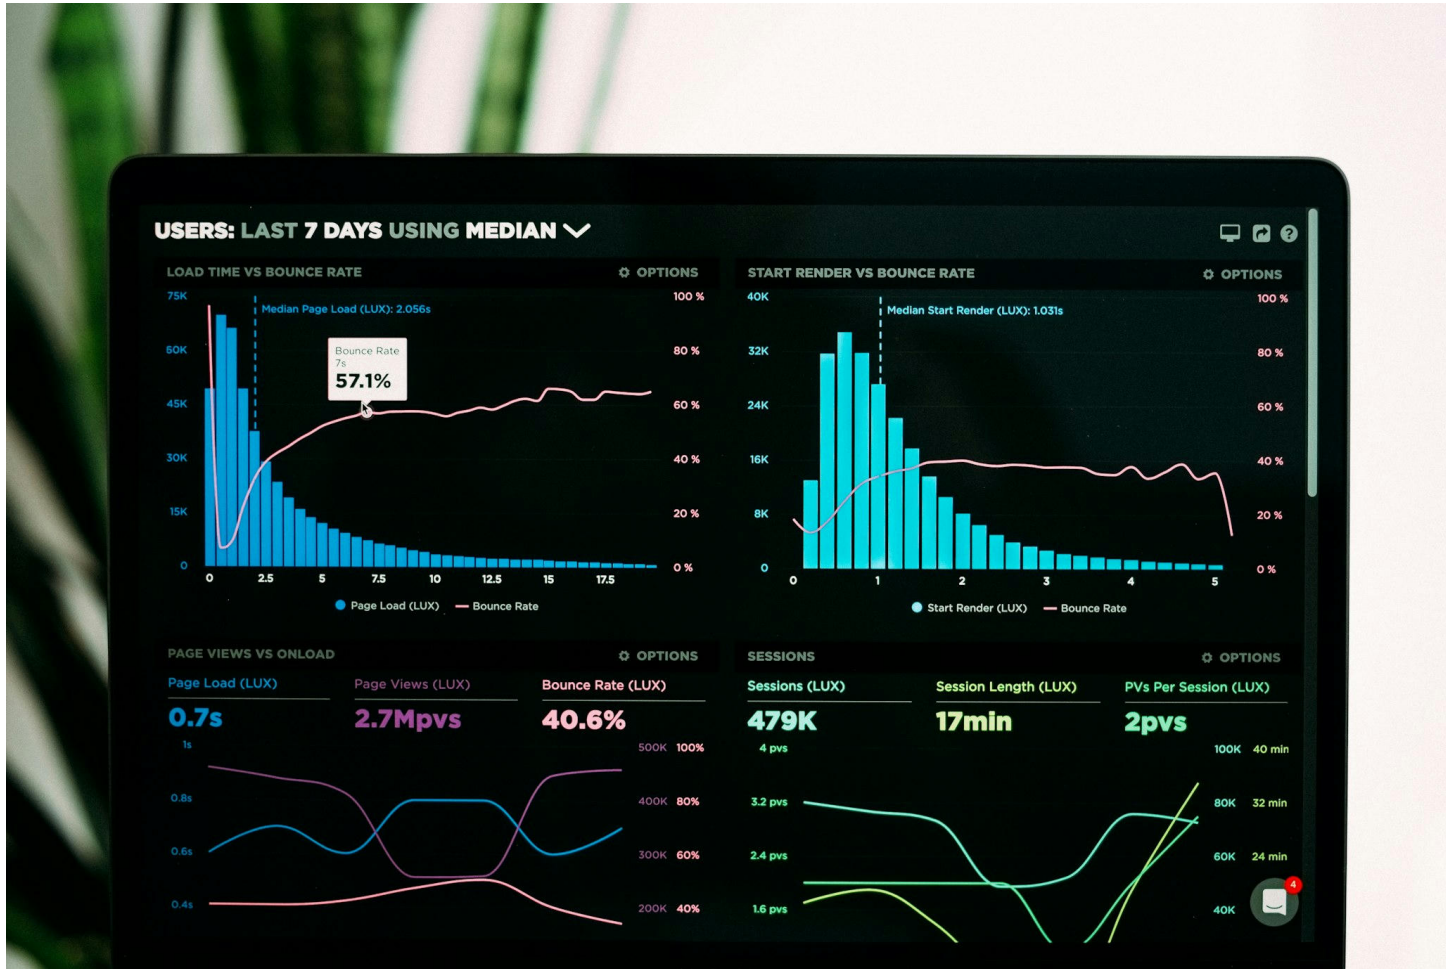 USERS: LAST 7 DAYS USING MEDIAN
LOAD TIME VS BOUNCE RATE
OPTIONS
75K
60K
45K
30K
15K
0
Median Page Load (LUX): 2.056s
Bounce Rate
7s
57.1%
100 %
80 %
60 %
40 %
20 %
0 %
0 2.5 5 7.5 10 12.5 15 17.5
Page Load (LUX) Bounce Rate
START RENDER VS BOUNCE RATE
OPTIONS
40K
32K
24K
16K
8K
0
Median Start Render (LUX): 1.031s
100 %
80 %
60 %
40 %
20 %
0 %
0 1 2 3 4 5
Start Render (LUX) Bounce Rate
PAGE VIEWS VS ONLOAD
OPTIONS
Page Load (LUX) Page Views (LUX) Bounce Rate (LUX)
0.7s 2.7Mpvs 40.6%
1s
0.8s
0.6s
0.4s
500K 100%
400K 80%
300K 60%
200K 40%
SESSIONS
OPTIONS
Sessions (LUX) Session Length (LUX) PVs Per Session (LUX)
479K 17min 2pvs
4 pvs
3.2 pvs
2.4 pvs
1.6 pvs
100K 40 min
80K 32 min
60K 24 min
40K
4